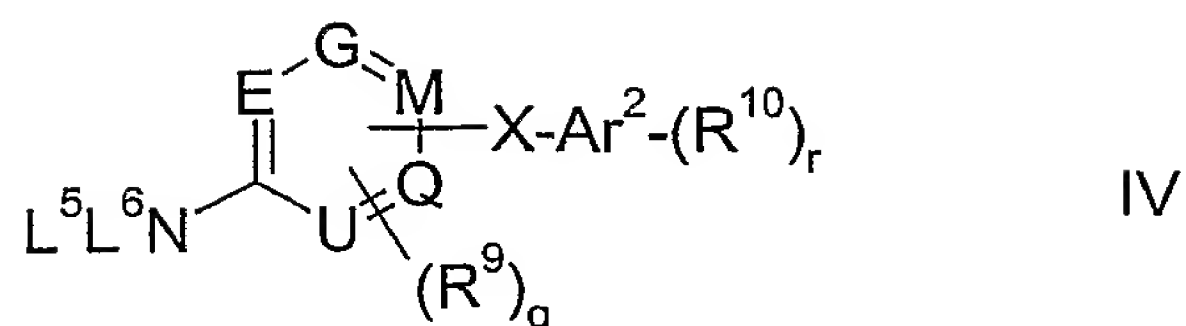 G
E M
X-Ar²-(R¹⁰)ᵣ IV
Q
L⁵L⁶N U
(R⁹)q